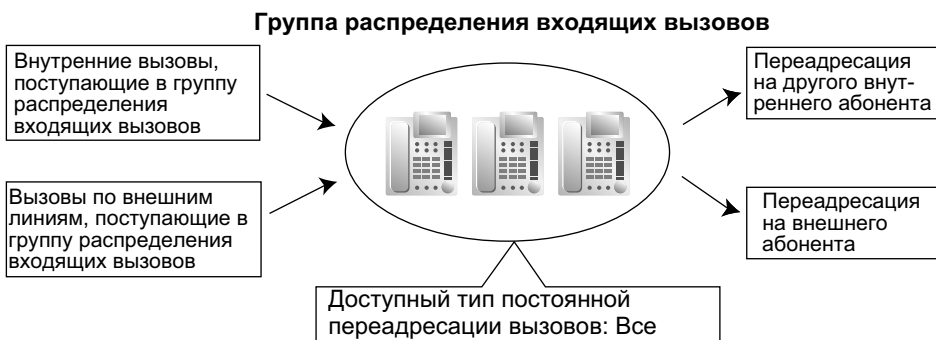 Группа распределения входящих вызовов
Внутренние вызовы,
поступающие в группу
распределения
входящих вызовов
Переадресация
на другого внут-
реннего абонента
Вызовы по внешним
линиям, поступающие в
группу распределения
входящих вызовов
Переадресация
на внешнего
абонента
Доступный тип постоянной
переадресации вызовов: Все